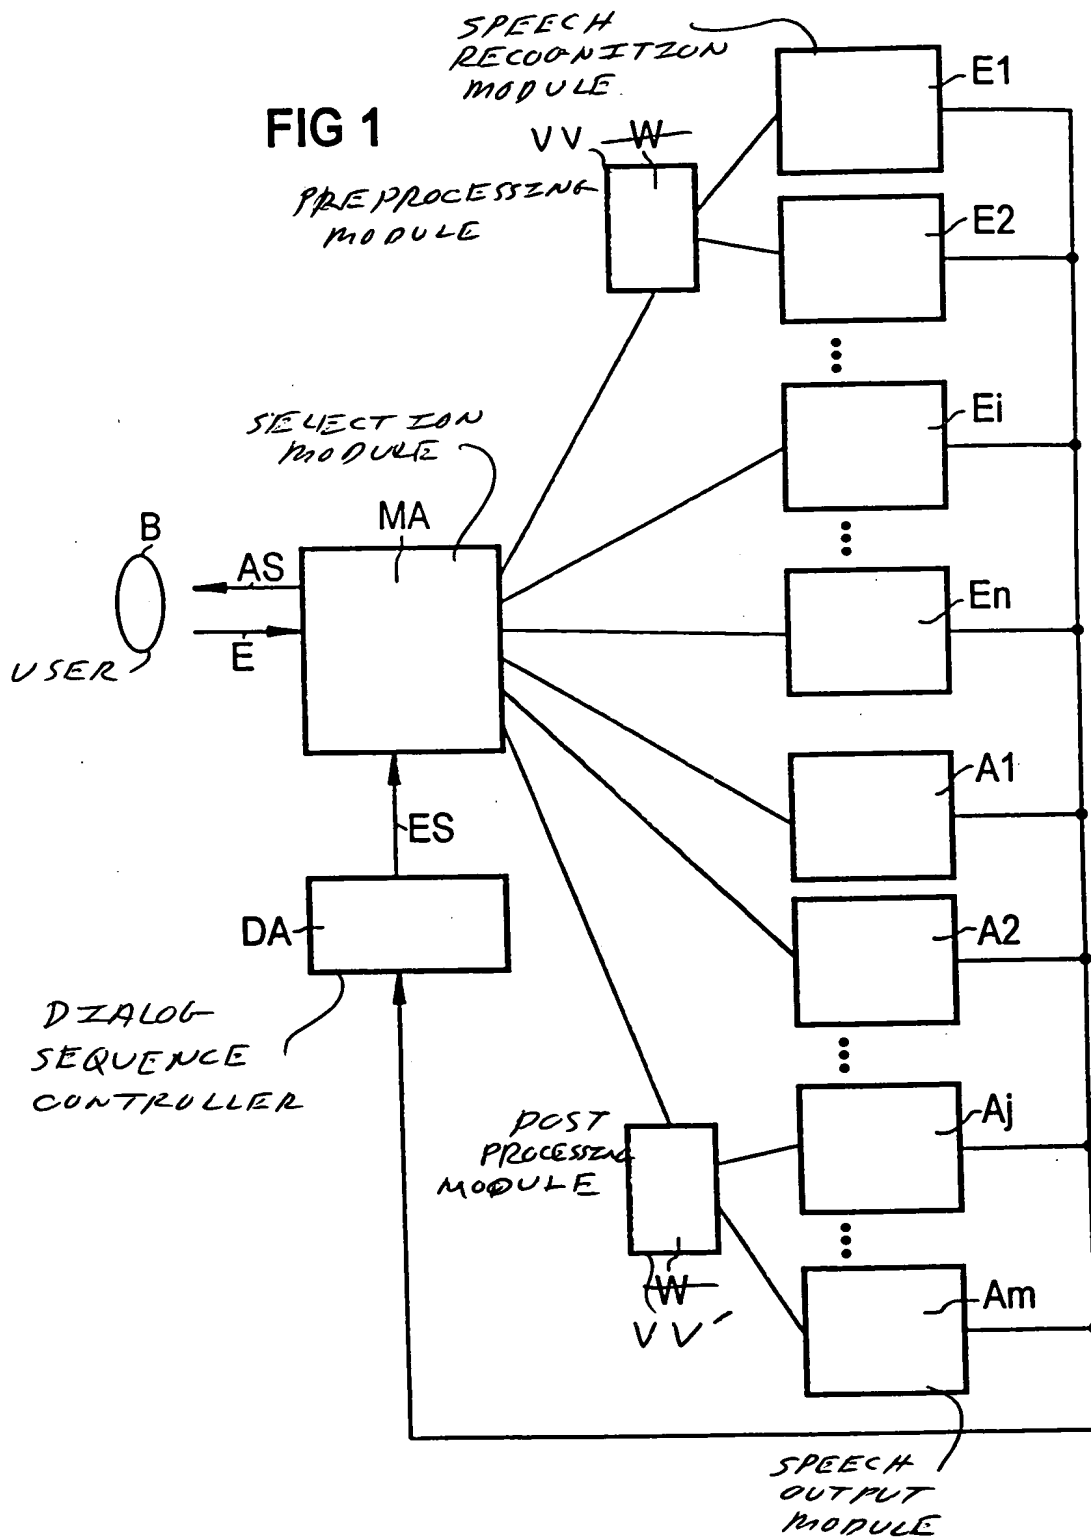 SPEECH
RECOGNITION
MODULE
E1
FIG 1
VV W
PREPROCESSING
MODULE
E2
Ei
SELECTION
MODULE
MA
B
AS
E
USER
En
A1
ES
DA
A2
DIALOG
SEQUENCE
CONTROLLER
Aj
POST
PROCESSING
MODULE
W
VV'
Am
SPEECH
OUTPUT
MODULE